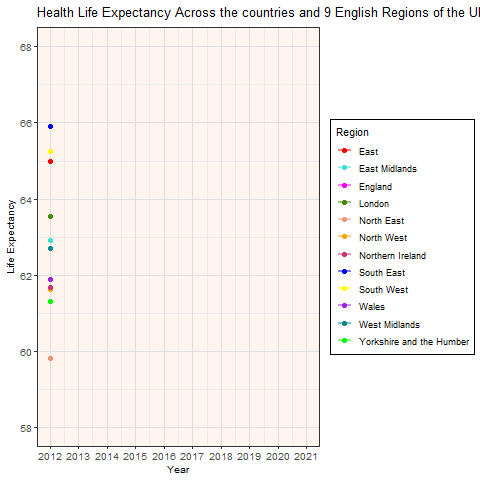 Health Life Expectancy Across the countries and 9 English Regions of the UI
68
66
64
62
60
58
Life Expectancy
2012 2013 2014 2015 2016 2017 2018 2019 2020 2021
Year
Region
East
East Midlands
England
London
North East
North West
Northern Ireland
South East
South West
Wales
West Midlands
Yorkshire and the Humber